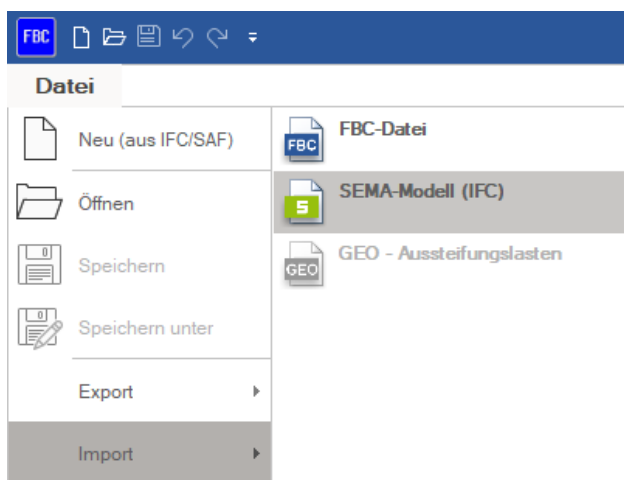 FBC
Datei
Neu (aus IFC/SAF)
Öffnen
Speichern
Speichern unter
Export
Import
FBC
FBC-Datei
S
SEMA-Modell (IFC)
GEO
GEO - Aussteifungslasten